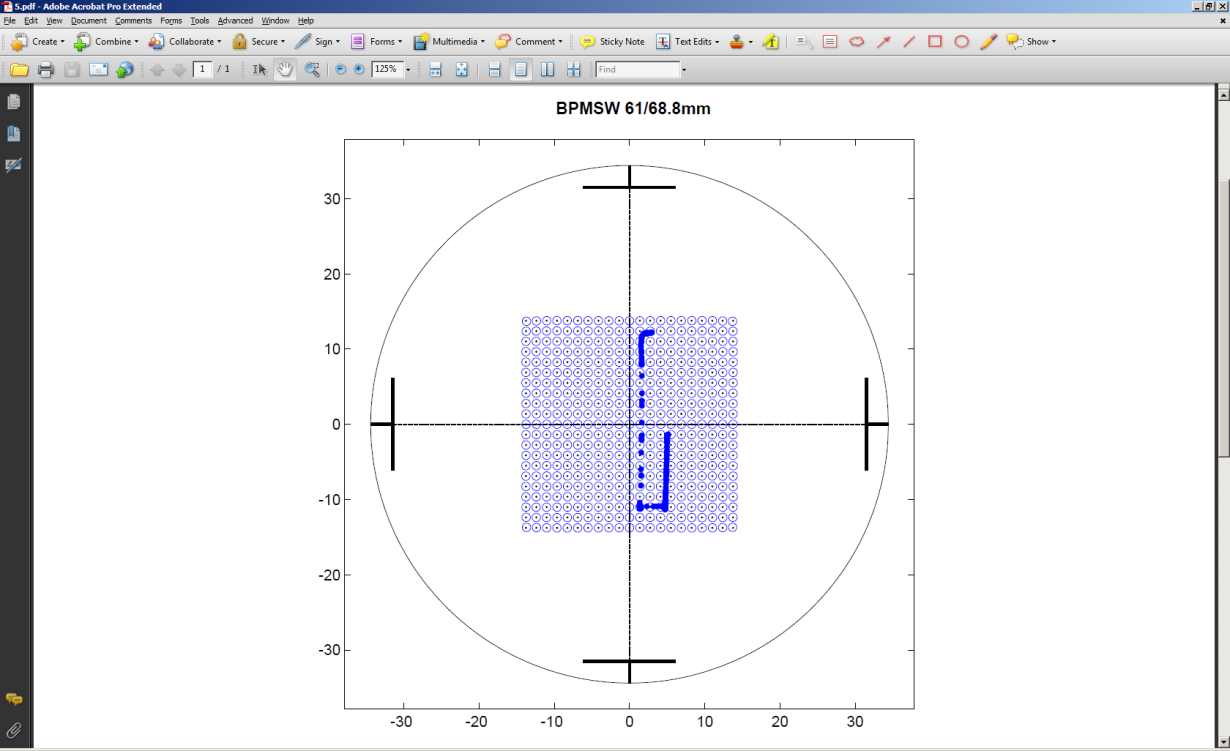 S.pdf - Adobe Acrobat Pro Extended
File Edit View Document Comments Forms Tools Advanced Window Help
Create Combine Collaborate Secure Sign Forms Multimedia Comment Sticky Note Text Edits Show
1 / 1 125% Find
BPMSW 61/68.8mm
30
20
10
0
-10
-20
-30
-30 -20 -10 0 10 20 30